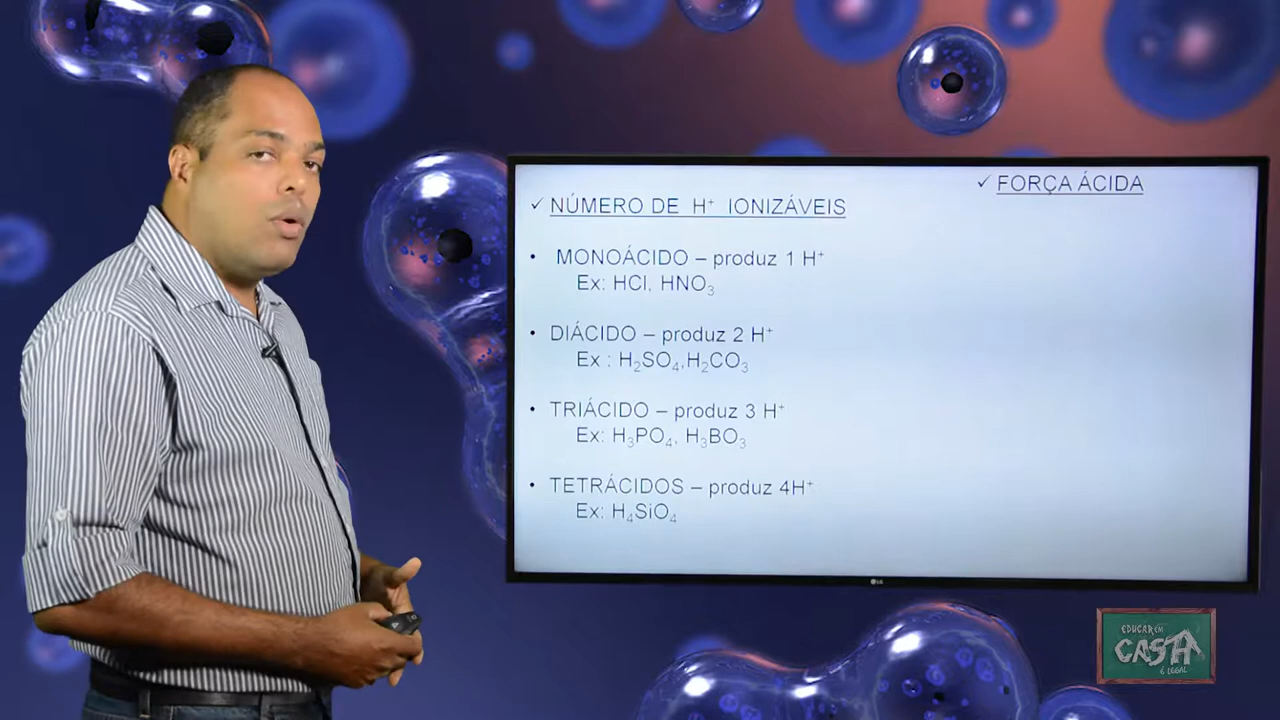 ✓ NÚMERO DE H⁺ IONIZÁVEIS
• MONOÁCIDO – produz 1 H⁺
Ex: HCl, HNO₃
• DIÁCIDO – produz 2 H⁺
Ex : H₂SO₄,H₂CO₃
• TRIÁCIDO – produz 3 H⁺
Ex: H₃PO₄, H₃BO₃
• TETRÁCIDOS – produz 4H⁺
Ex: H₄SiO₄
✓ FORÇA ÁCIDA
LG
EDUCAR EM
CASA
É LEGAL